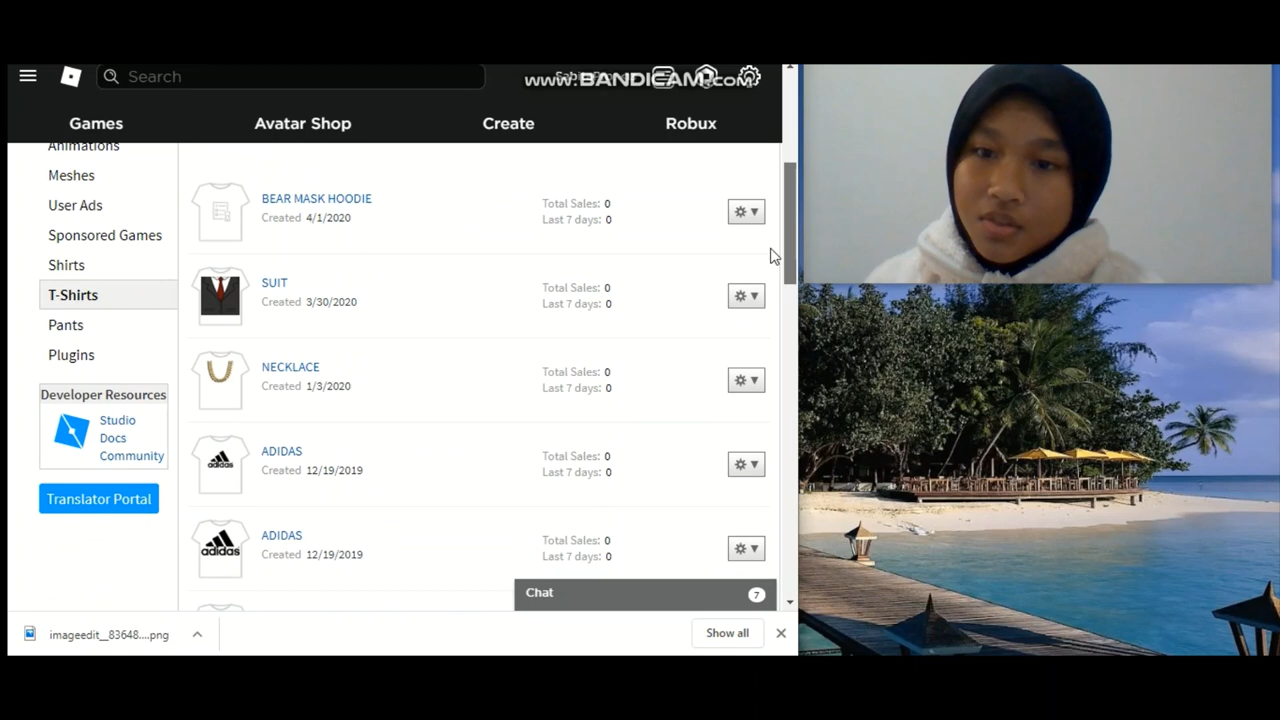 Search
www.BANDICAM.com
Games
Avatar Shop
Create
Robux
Animations
Meshes
User Ads
Sponsored Games
Shirts
T-Shirts
Pants
Plugins
Developer Resources
Studio
Docs
Community
Translator Portal
BEAR MASK HOODIE
Created 4/1/2020
Total Sales: 0
Last 7 days: 0
SUIT
Created 3/30/2020
Total Sales: 0
Last 7 days: 0
NECKLACE
Created 1/3/2020
Total Sales: 0
Last 7 days: 0
adidas
ADIDAS
Created 12/19/2019
Total Sales: 0
Last 7 days: 0
adidas
ADIDAS
Created 12/19/2019
Total Sales: 0
Last 7 days: 0
Chat
7
imageedit__83648....png
Show all